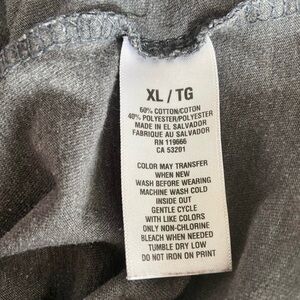 XL / TG
60% COTTON/COTON
40% POLYESTER/POLYESTER
MADE IN EL SALVADOR
FABRIQUE AU SALVADOR
RN 119666
CA 53201
COLOR MAY TRANSFER
WHEN NEW
WASH BEFORE WEARING
MACHINE WASH COLD
INSIDE OUT
GENTLE CYCLE
WITH LIKE COLORS
ONLY NON-CHLORINE
BLEACH WHEN NEEDED
TUMBLE DRY LOW
DO NOT IRON ON PRINT